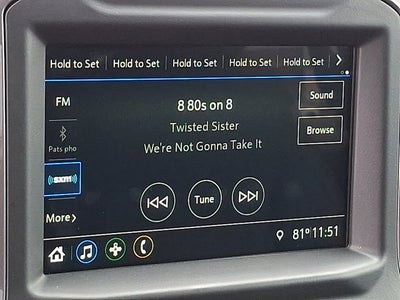 Hold to Set Hold to Set Hold to Set Hold to Set Hold to Set >
FM
8 80s on 8
Sound
Twisted Sister
Pats pho
We're Not Gonna Take It
Browse
((sxm))
Tune
More >
81° 11:51